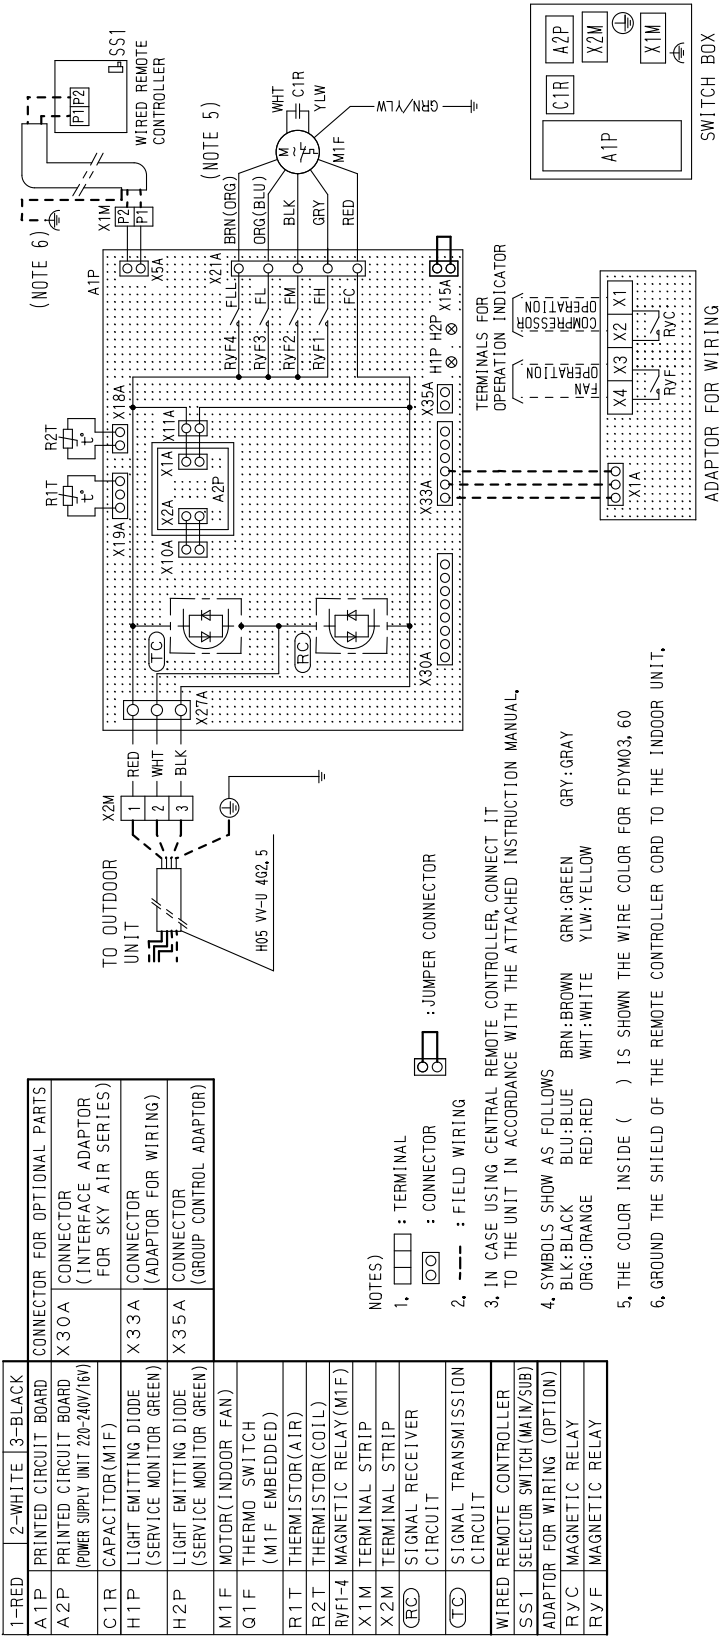 1-RED 2-WHITE 3-BLACK
A1P PRINTED CIRCUIT BOARD
A2P PRINTED CIRCUIT BOARD
(POWER SUPPLY UNIT 220-240V/16V)
C1R CAPACITOR(M1F)
H1P LIGHT EMITTING DIODE
(SERVICE MONITOR GREEN)
H2P LIGHT EMITTING DIODE
(SERVICE MONITOR GREEN)
M1F MOTOR(INDOOR FAN)
Q1F THERMO SWITCH
(M1F EMBEDDED)
R1T THERMISTOR(AIR)
R2T THERMISTOR(COIL)
RyF1-4 MAGNETIC RELAY(M1F)
X1M TERMINAL STRIP
X2M TERMINAL STRIP
RC SIGNAL RECEIVER
CIRCUIT
TC SIGNAL TRANSMISSION
CIRCUIT
WIRED REMOTE CONTROLLER
SS1 SELECTOR SWITCH(MAIN/SUB)
ADAPTOR FOR WIRING (OPTION)
RyC MAGNETIC RELAY
RyF MAGNETIC RELAY
CONNECTOR FOR OPTIONAL PARTS
X30A CONNECTOR
(INTERFACE ADAPTOR
FOR SKY AIR SERIES)
X33A CONNECTOR
(ADAPTOR FOR WIRING)
X35A CONNECTOR
(GROUP CONTROL ADAPTOR)
NOTES)
1. : TERMINAL
: CONNECTOR
: JUMPER CONNECTOR
2. : FIELD WIRING
3. IN CASE USING CENTRAL REMOTE CONTROLLER, CONNECT IT
TO THE UNIT IN ACCORDANCE WITH THE ATTACHED INSTRUCTION MANUAL.
4. SYMBOLS SHOW AS FOLLOWS
BLK:BLACK BLU:BLUE BRN:BROWN GRN:GREEN GRY:GRAY
ORG:ORANGE RED:RED WHT:WHITE YLW:YELLOW
5. THE COLOR INSIDE ( ) IS SHOWN THE WIRE COLOR FOR FDYM03, 60
6. GROUND THE SHIELD OF THE REMOTE CONTROLLER CORD TO THE INDOOR UNIT.
TO OUTDOOR
UNIT
H05 VV-U 4G2.5
X2M
1
2
3
RED
WHT
BLK
X27A
TC
RC
X30A
X19A
R1T
t°
R2T
t°
X18A
X10A
X2A
A2P
X1A
X11A
X33A
X35A
H1P
H2P
X15A
RyF4
RyF3
RyF2
RyF1
FLL
FL
FM
FH
FC
X21A
A1P
X5A
X1M
P2
P1
(NOTE 6)
P1 P2
SS1
WIRED REMOTE
CONTROLLER
(NOTE 5)
BRN(ORG)
ORG(BLU)
BLK
GRY
RED
M
M1F
WHT
C1R
YLW
GRN/YLW
TERMINALS FOR
OPERATION INDICATOR
FAN
OPERATION
COMPRESSOR
OPERATION
X4
X3
X2
X1
RyF
RyC
X1A
ADAPTOR FOR WIRING
A1P
C1R
A2P
X2M
X1M
SWITCH BOX